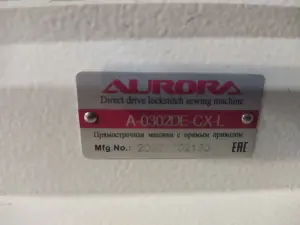 AURORA
Direct drive lockstitch sewing machine
A-0302DE-CX-L
Прямострочная машина с прямым приводом
Mfg.No.:
EAC